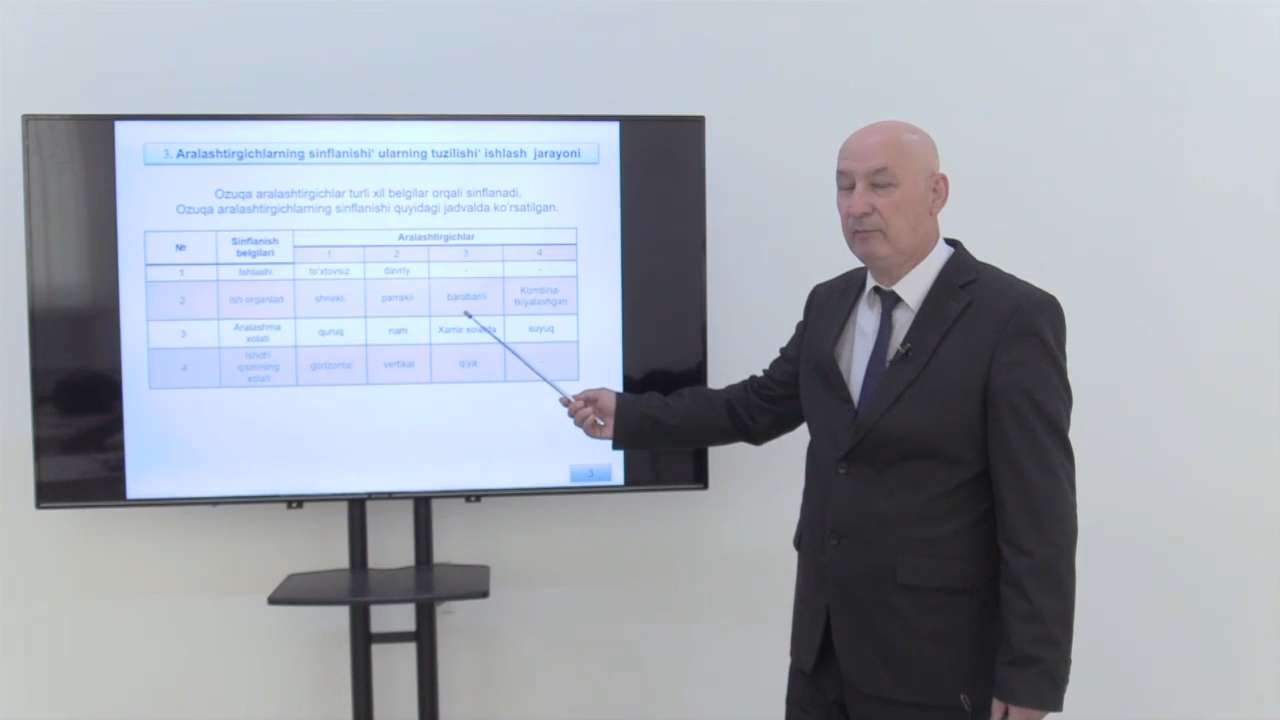 3. Aralashtirgichlarning sinflanishi' ularning tuzilishi' ishlash jarayoni
Ozuqa aralashtirgichlar turli xil belgilar orqali sinflanadi.
Ozuqa aralashtirgichlarning sinflanishi quyidagi jadvalda ko'rsatilgan.
№ Sinflanish belgilari Aralashtirgichlar
1 2 3 4
1 Ishlashi to'xtovsiz davriy - -
2 Ish organlari shnekli parrakli barabanli Kombina-
tsiyalashgan
3 Aralashma xolati quruq nam Xamir xolatda suyuq
4 Ishchi qismining xolati gorizontal vertikal qiya -
3